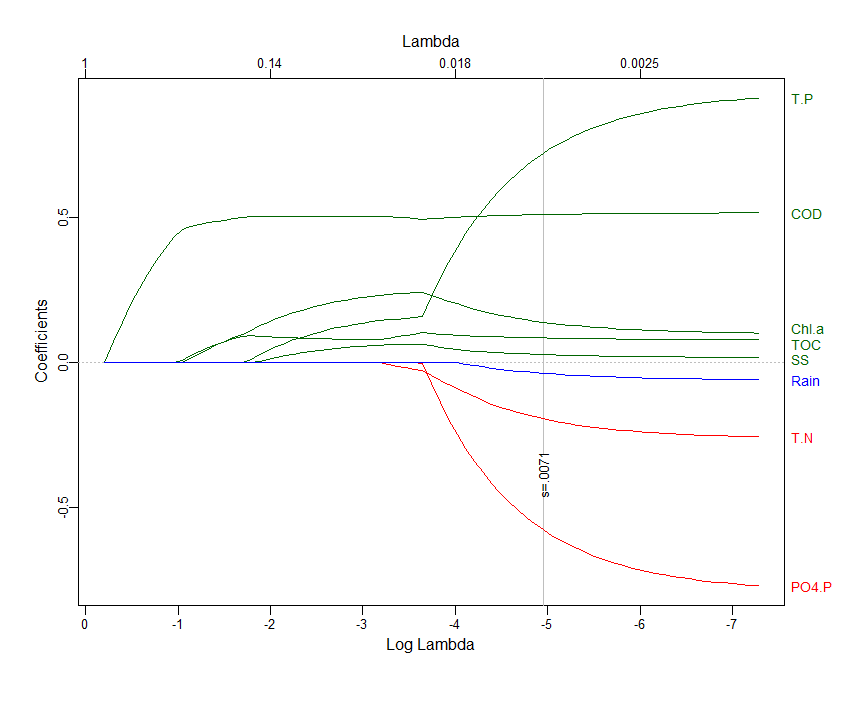 Lambda
1 0.14 0.018 0.0025
T.P
COD
Chl.a
TOC
SS
Rain
T.N
PO4.P
0.5
0.0
-0.5
Coefficients
s=.0071
0 -1 -2 -3 -4 -5 -6 -7
Log Lambda